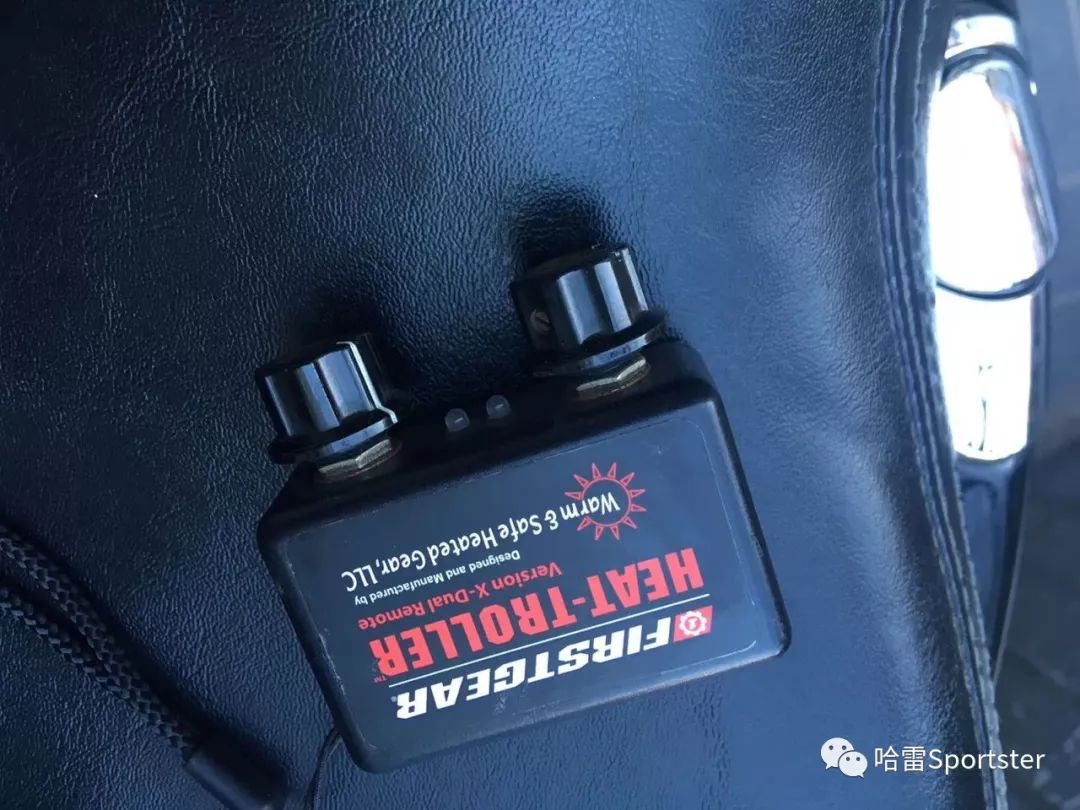 FIRSTGEAR®
HEAT-TROLLER™
Version X-Dual Remote
Designed and Manufactured by
Warm & Safe Heated Gear, LLC
哈雷Sportster